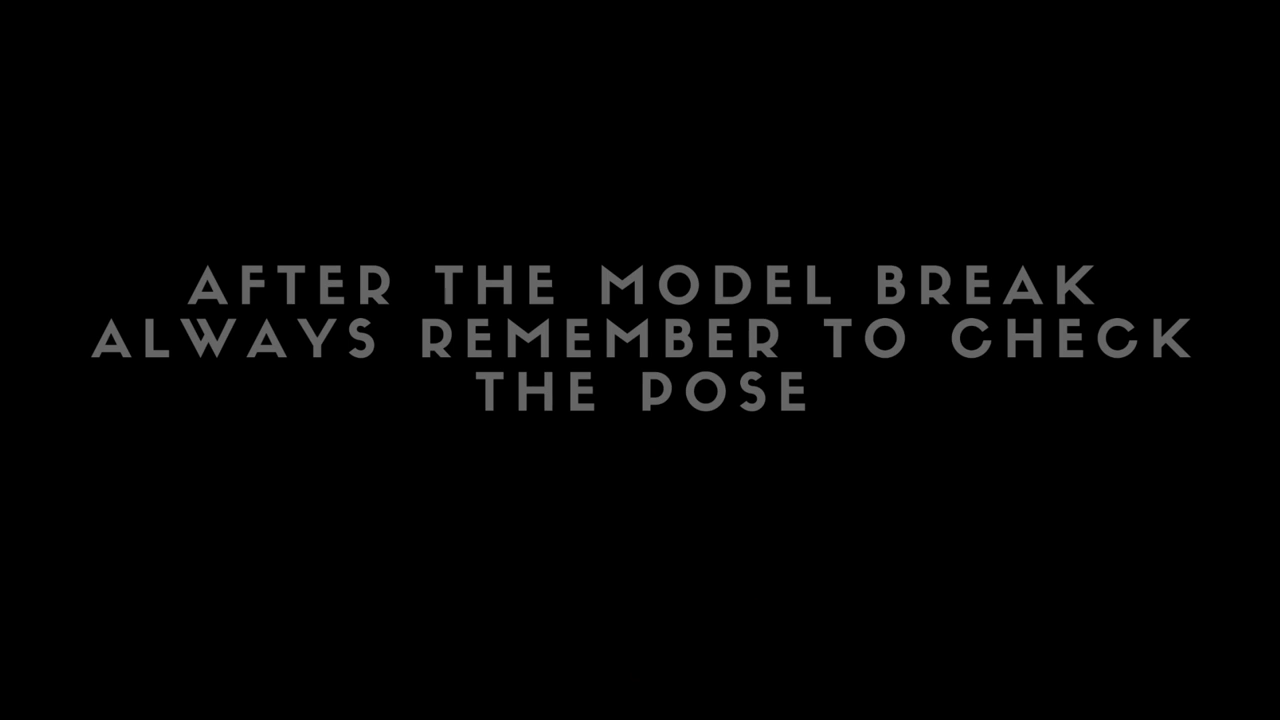 AFTER THE MODEL BREAK
ALWAYS REMEMBER TO CHECK
THE POSE